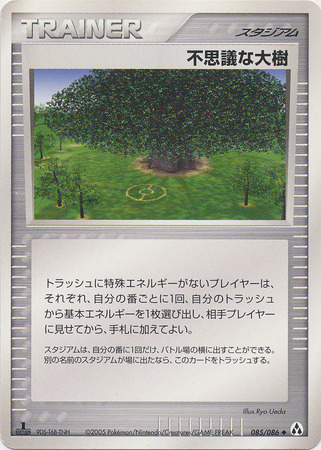 TRAINER
スタジアム
不思議な大樹
トラッシュに特殊エネルギーがないプレイヤーは、
それぞれ、自分の番ごとに1回、自分のトラッシュ
から基本エネルギーを1枚選び出し、相手プレイヤー
に見せてから、手札に加えてよい。
スタジアムは、自分の番に1回だけ、バトル場の横に出すことができる。
別の名前のスタジアムが場に出たなら、このカードをトラッシュする。
Illus.Ryo Ueda
1
9DS-T6B-TNH
©2005 Pokémon/Nintendo/Creatures/GAME FREAK
085/086